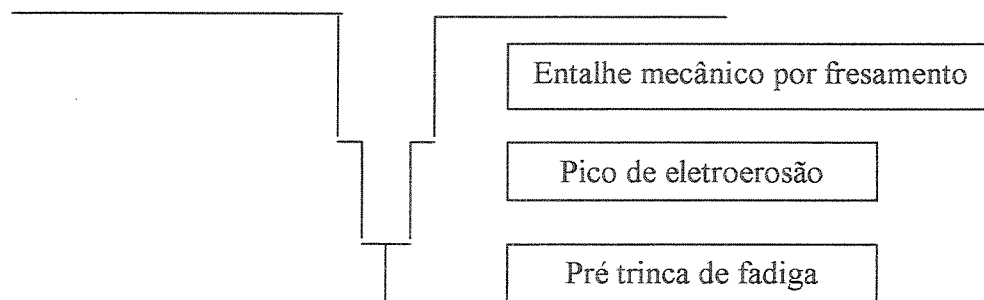 Entalhe mecânico por fresamento
Pico de eletroerosão
Pré trinca de fadiga